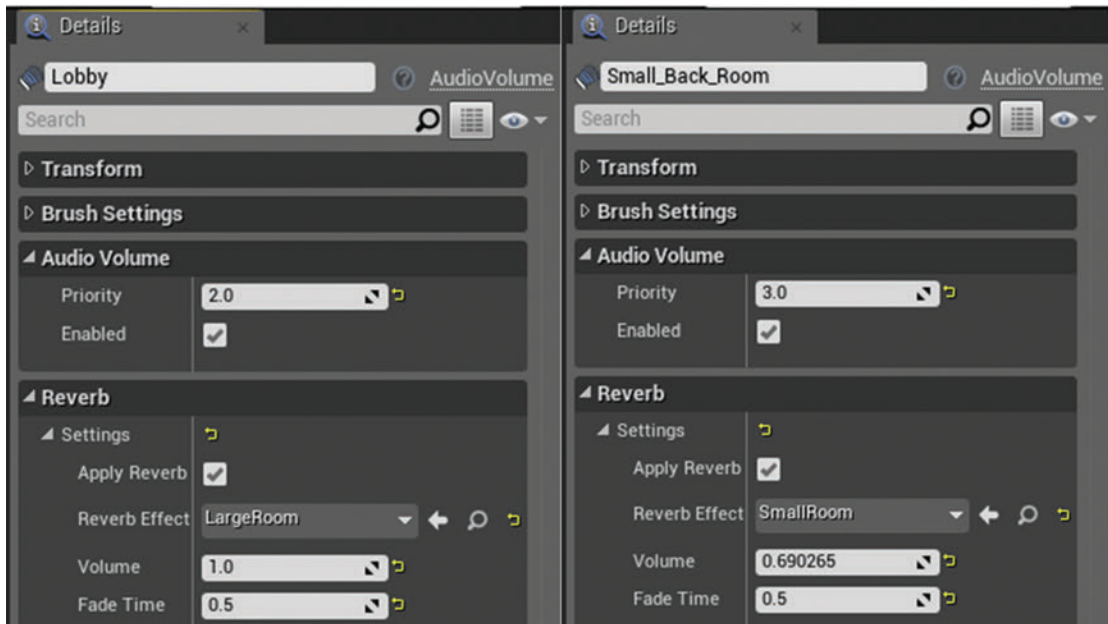 Details
Lobby AudioVolume
Search
Transform
Brush Settings
Audio Volume
Priority 2.0
Enabled
Reverb
Settings
Apply Reverb
Reverb Effect LargeRoom
Volume 1.0
Fade Time 0.5
Details
Small_Back_Room AudioVolume
Search
Transform
Brush Settings
Audio Volume
Priority 3.0
Enabled
Reverb
Settings
Apply Reverb
Reverb Effect SmallRoom
Volume 0.690265
Fade Time 0.5